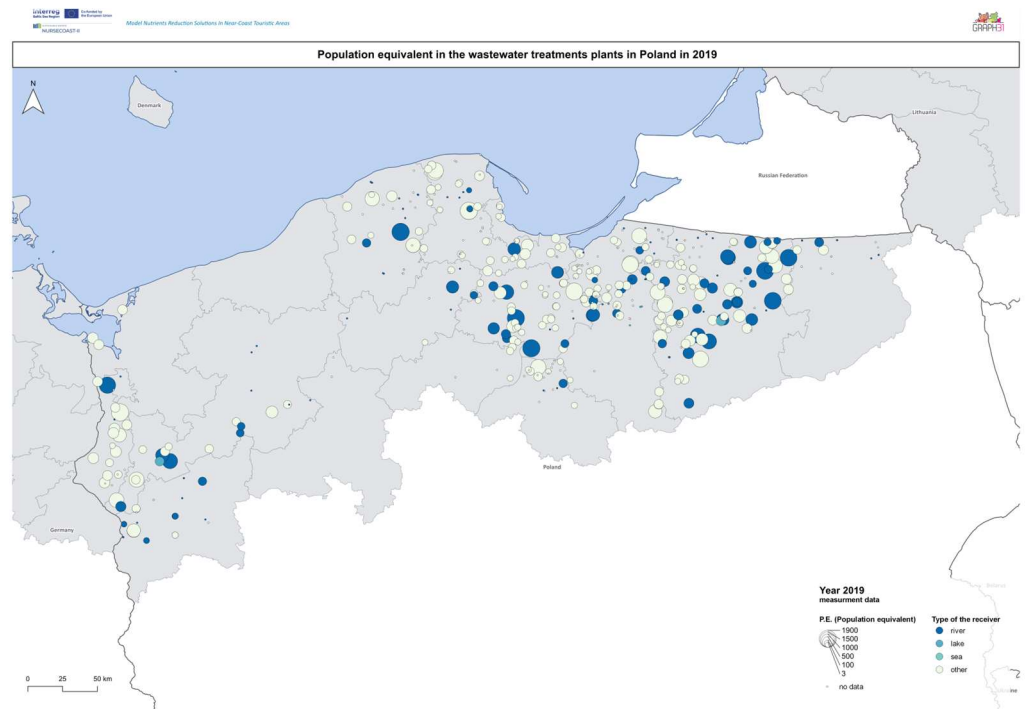 Interreg
Baltic Sea Region
Co-funded by
the European Union
NURSECOAST-II
Model Nutrients Reduction Solutions in Near-Coast Touristic Areas
GRAPH31
Population equivalent in the wastewater treatments plants in Poland in 2019
N
Denmark
Lithuania
Russian Federation
Poland
Germany
Belarus
Year 2019
measurment data
P.E. (Population equivalent)
1900
1500
1000
500
100
3
no data
Type of the receiver
river
lake
sea
other
0 25 50 km